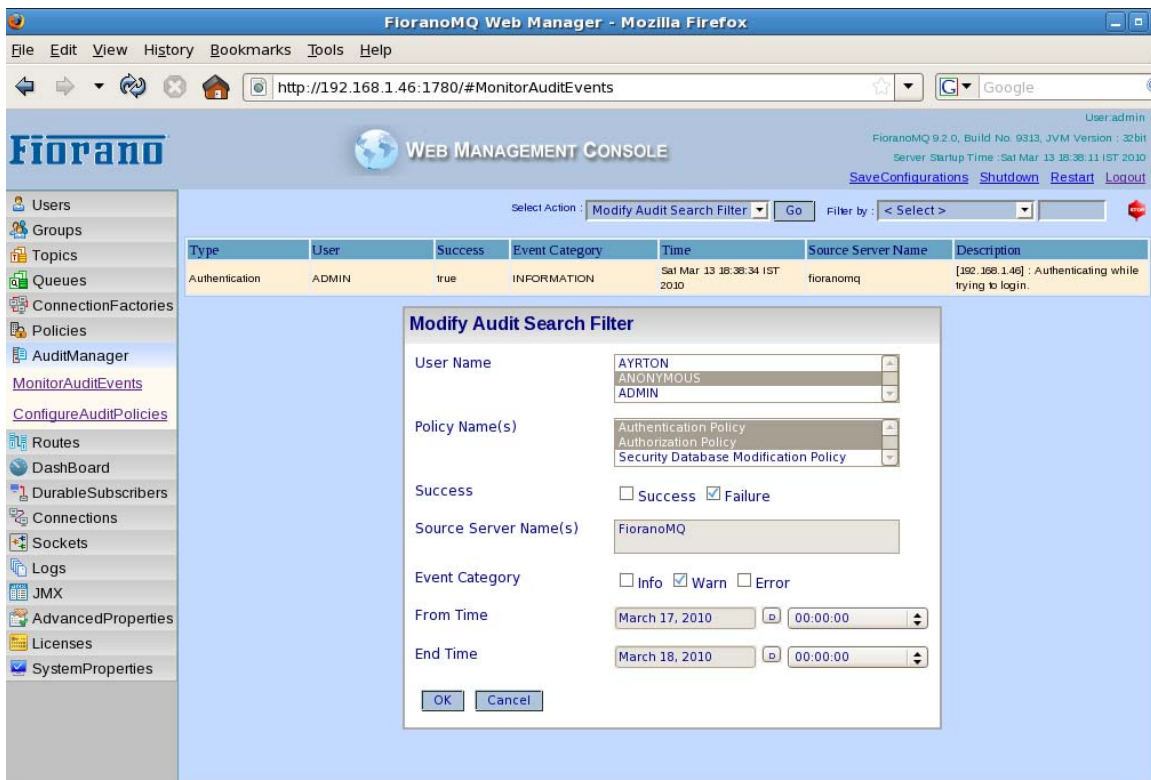 FioranoMQ Web Manager - Mozilla Firefox
File Edit View History Bookmarks Tools Help
http://192.168.1.46:1780/#MonitorAuditEvents
G Google
Fiorano
WEB MANAGEMENT CONSOLE
User:admin
FioranoMQ 9.2.0, Build No. 9313, JVM Version : 32bit
Server Startup Time :Sat Mar 13 18:38:11 IST 2010
SaveConfigurations Shutdown Restart Logout
Select Action : Modify Audit Search Filter Go Filter by : < Select > STOP
Users
Groups
Topics
Queues
ConnectionFactories
Policies
AuditManager
MonitorAuditEvents
ConfigureAuditPolicies
Routes
DashBoard
DurableSubscribers
Connections
Sockets
Logs
JMX
AdvancedProperties
Licenses
SystemProperties
Type User Success Event Category Time Source Server Name Description
Authentication ADMIN true INFORMATION Sat Mar 13 18:38:34 IST 2010 fioranomq [192.168.1.46] : Authenticating while trying to login.
Modify Audit Search Filter
User Name
AYRTON
ANONYMOUS
ADMIN
Policy Name(s)
Authentication Policy
Authorization Policy
Security Database Modification Policy
Success Success Failure
Source Server Name(s) FioranoMQ
Event Category Info Warn Error
From Time March 17, 2010 D 00:00:00
End Time March 18, 2010 D 00:00:00
OK Cancel